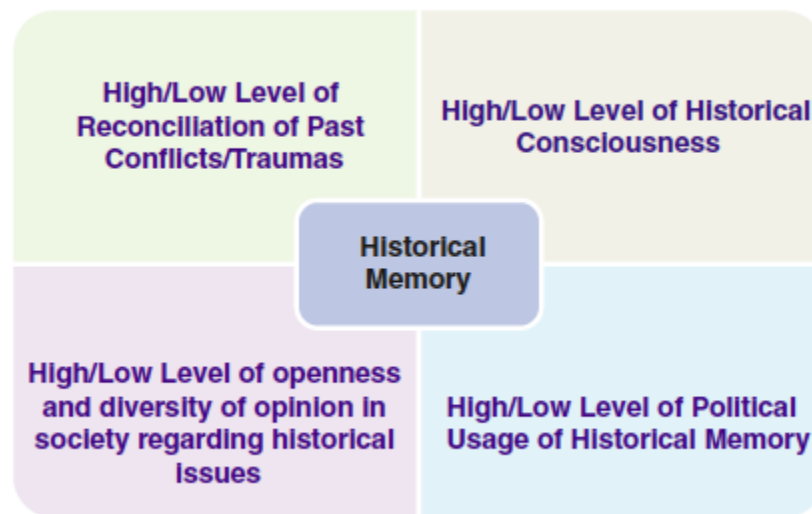 High/Low Level of
Reconciliation of Past
Conflicts/Traumas
High/Low Level of Historical
Consciousness
Historical
Memory
High/Low Level of openness
and diversity of opinion in
society regarding historical
issues
High/Low Level of Political
Usage of Historical Memory